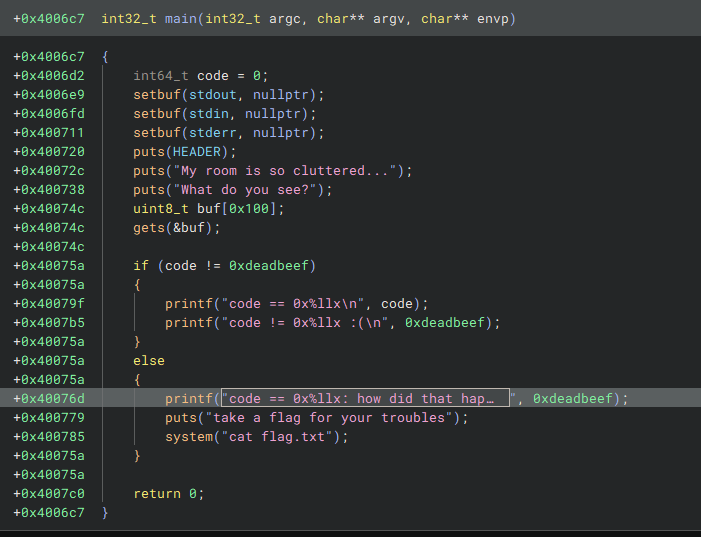 +0x4006c7  int32_t main(int32_t argc, char** argv, char** envp)
+0x4006c7  {
+0x4006d2      int64_t code = 0;
+0x4006e9      setbuf(stdout, nullptr);
+0x4006fd      setbuf(stdin, nullptr);
+0x400711      setbuf(stderr, nullptr);
+0x400720      puts(HEADER);
+0x40072c      puts("My room is so cluttered...");
+0x400738      puts("What do you see?");
+0x40074c      uint8_t buf[0x100];
+0x40074c      gets(&buf);
+0x40074c
+0x40075a      if (code != 0xdeadbeef)
+0x40075a      {
+0x40079f          printf("code == 0x%llx\n", code);
+0x4007b5          printf("code != 0x%llx :(\n", 0xdeadbeef);
+0x40075a      }
+0x40075a      else
+0x40075a      {
+0x40076d          printf("code == 0x%llx: how did that hap… ", 0xdeadbeef);
+0x400779          puts("take a flag for your troubles");
+0x400785          system("cat flag.txt");
+0x40075a      }
+0x40075a
+0x4007c0      return 0;
+0x4006c7  }